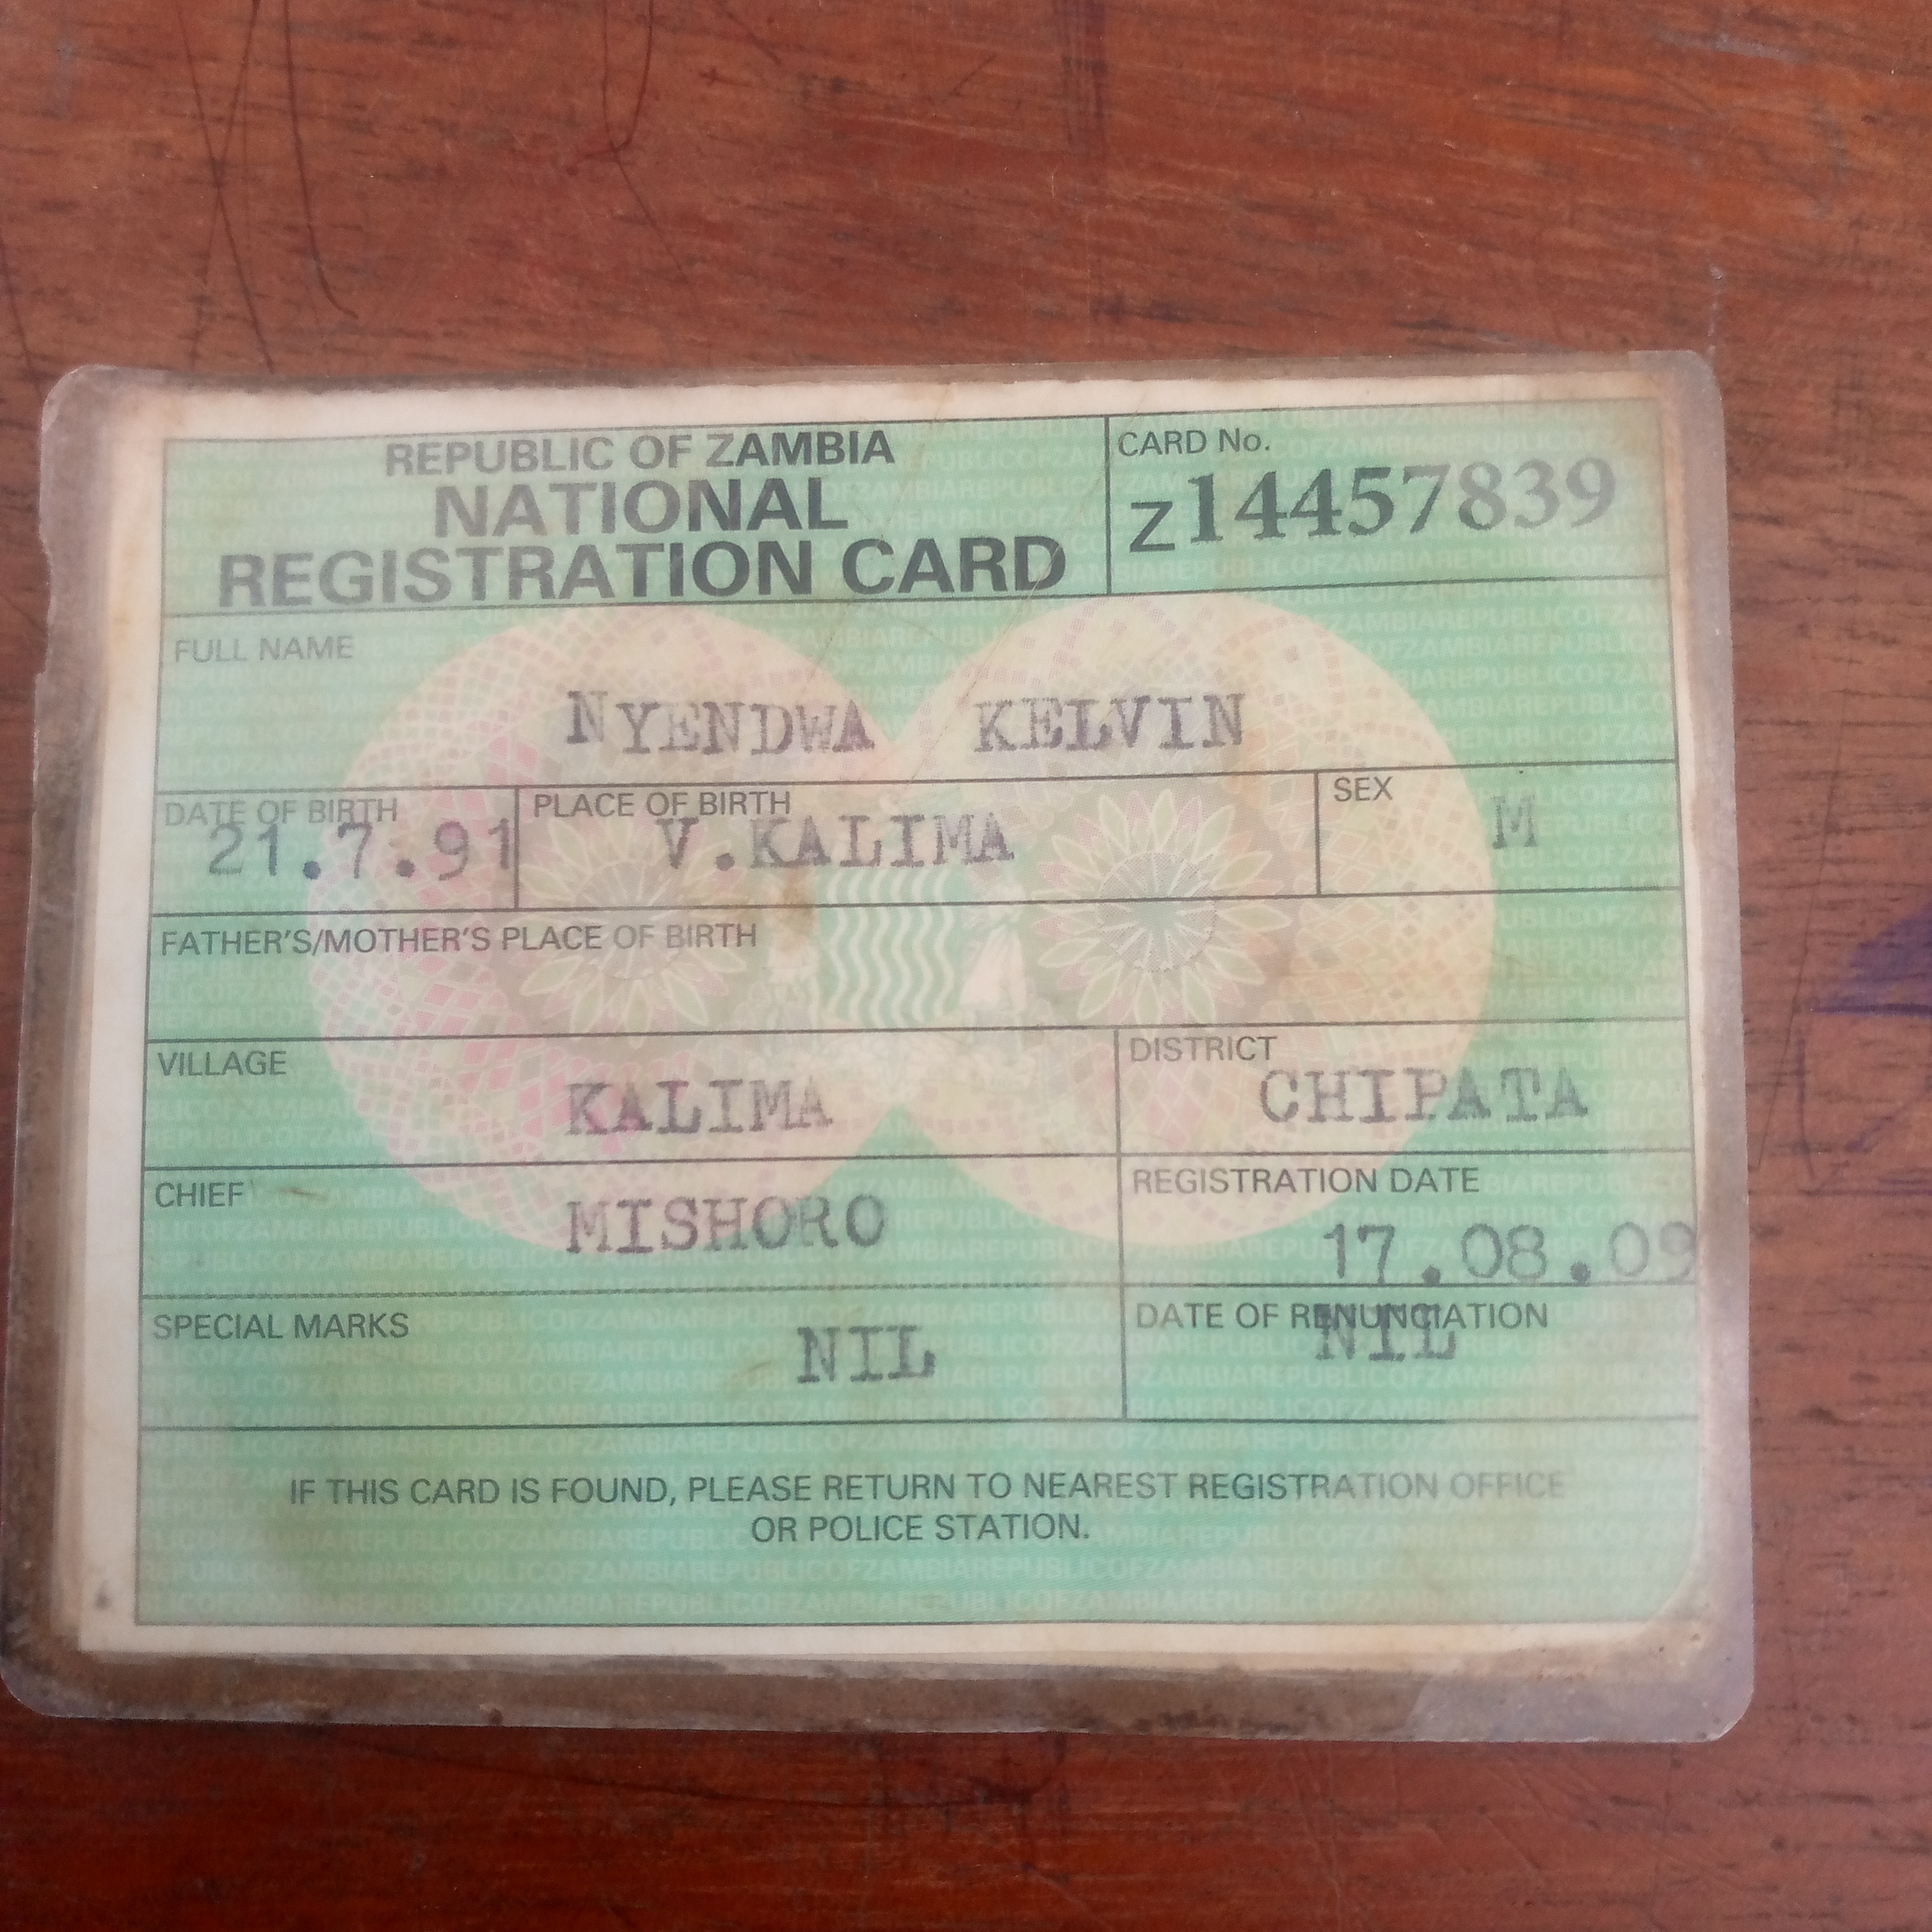 REPUBLIC OF ZAMBIA
NATIONAL
REGISTRATION CARD
CARD No.
Z14457839
FULL NAME
NYENDWA KELVIN
DATE OF BIRTH
21.7.91
PLACE OF BIRTH
V.KALIMA
SEX
M
FATHER'S/MOTHER'S PLACE OF BIRTH
VILLAGE
KALIMA
DISTRICT
CHIPATA
CHIEF
MISHORO
REGISTRATION DATE
17.08.09
SPECIAL MARKS
NIL
DATE OF RENUNCIATION
NIL
IF THIS CARD IS FOUND, PLEASE RETURN TO NEAREST REGISTRATION OFFICE
OR POLICE STATION.